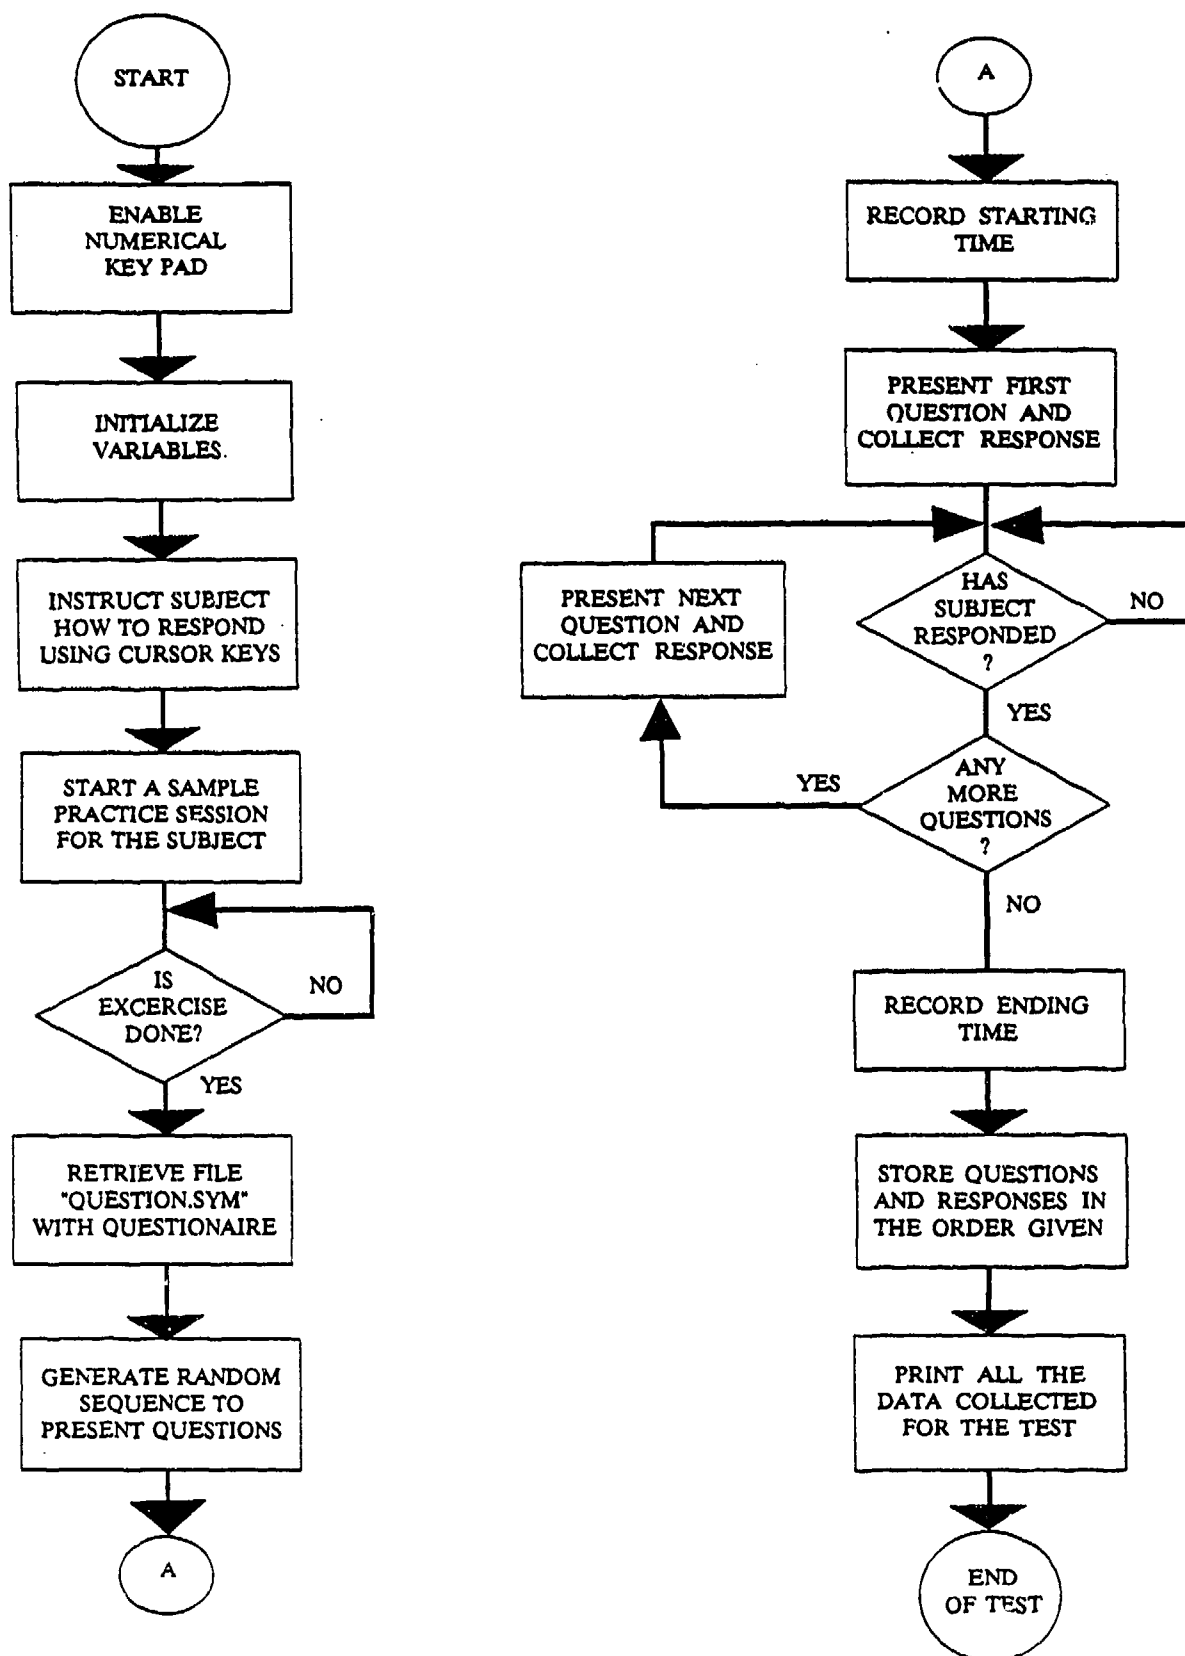 START
ENABLE
NUMERICAL
KEY PAD
INITIALIZE
VARIABLES.
INSTRUCT SUBJECT
HOW TO RESPOND
USING CURSOR KEYS
START A SAMPLE
PRACTICE SESSION
FOR THE SUBJECT
IS
EXCERCISE
DONE?
NO
YES
RETRIEVE FILE
"QUESTION.SYM"
WITH QUESTIONAIRE
GENERATE RANDOM
SEQUENCE TO
PRESENT QUESTIONS
A
A
RECORD STARTING
TIME
PRESENT FIRST
QUESTION AND
COLLECT RESPONSE
HAS
SUBJECT
RESPONDED
?
NO
YES
PRESENT NEXT
QUESTION AND
COLLECT RESPONSE
ANY
MORE
QUESTIONS
?
YES
NO
RECORD ENDING
TIME
STORE QUESTIONS
AND RESPONSES IN
THE ORDER GIVEN
PRINT ALL THE
DATA COLLECTED
FOR THE TEST
END
OF TEST